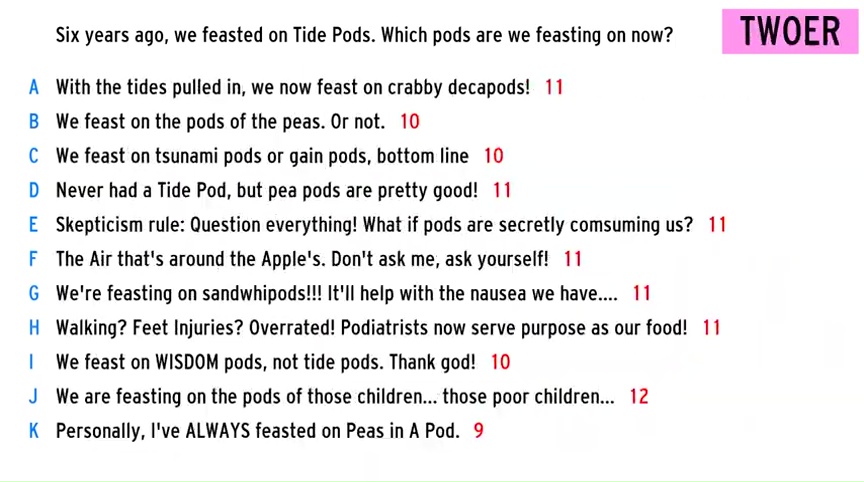 Six years ago, we feasted on Tide Pods. Which pods are we feasting on now?
TWOER
A With the tides pulled in, we now feast on crabby decapods! 11
B We feast on the pods of the peas. Or not. 10
C We feast on tsunami pods or gain pods, bottom line 10
D Never had a Tide Pod, but pea pods are pretty good! 11
E Skepticism rule: Question everything! What if pods are secretly comsuming us? 11
F The Air that's around the Apple's. Don't ask me, ask yourself! 11
G We're feasting on sandwhipods!!! It'll help with the nausea we have.... 11
H Walking? Feet Injuries? Overrated! Podiatrists now serve purpose as our food! 11
I We feast on WISDOM pods, not tide pods. Thank god! 10
J We are feasting on the pods of those children... those poor children... 12
K Personally, I've ALWAYS feasted on Peas in A Pod. 9